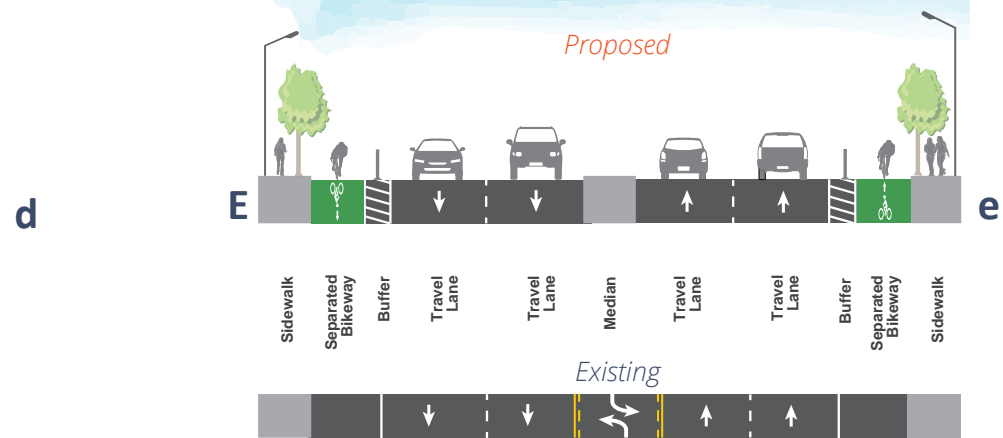 Proposed
d
E
e
Sidewalk
Separated
Bikeway
Buffer
Travel
Lane
Travel
Lane
Median
Travel
Lane
Travel
Lane
Buffer
Separated
Bikeway
Sidewalk
Existing